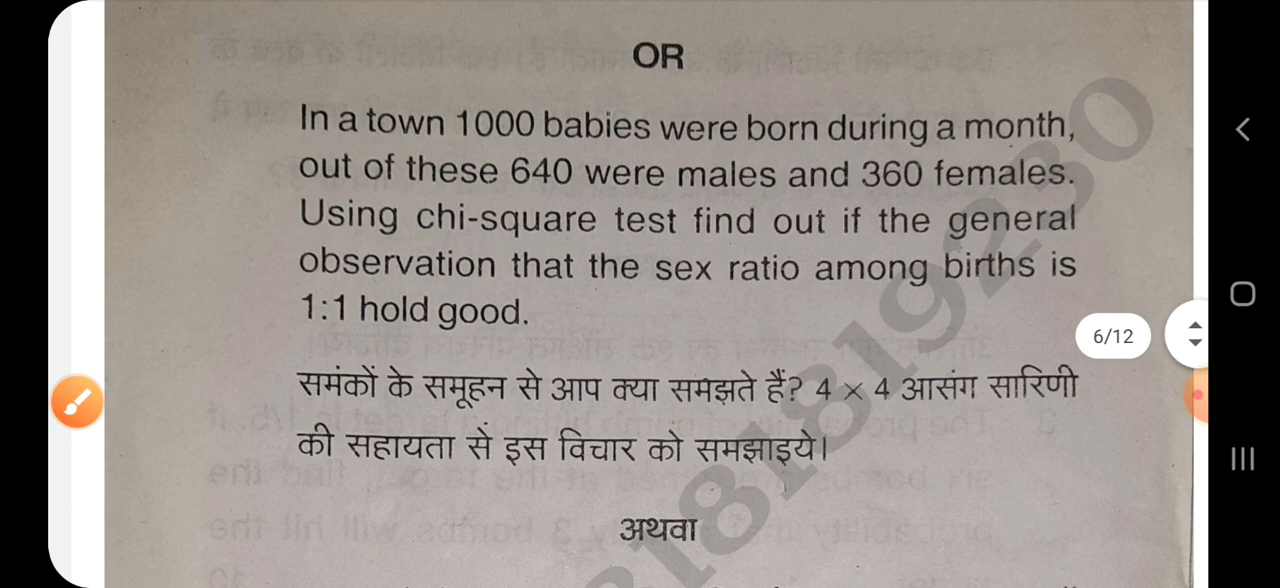 OR
In a town 1000 babies were born during a month,
out of these 640 were males and 360 females.
Using chi-square test find out if the general
observation that the sex ratio among births is
1:1 hold good.
6/12
समंकों के समूहन से आप क्या समझते हैं? 4 × 4 आसंग सारिणी
की सहायता सें इस विचार को समझाइये।
अथवा